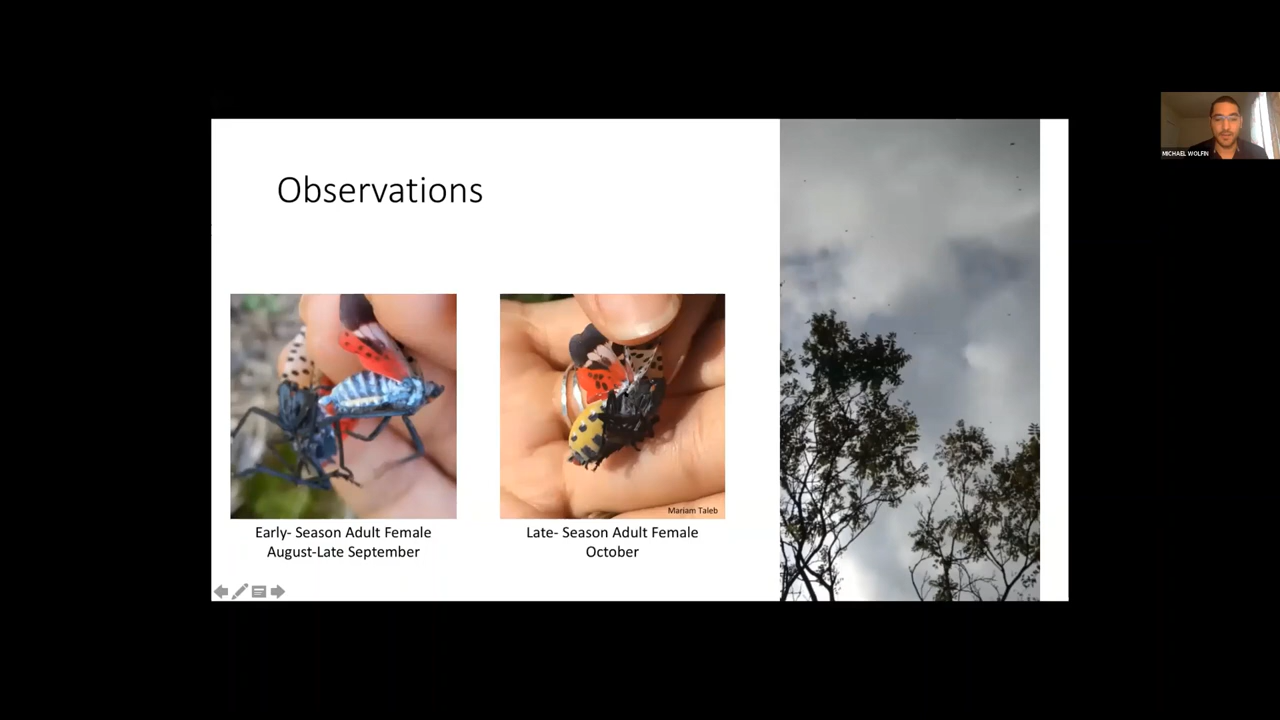 Observations
MICHAEL WOLFIN
Mariam Taleb
Early- Season Adult Female
August-Late September
Late- Season Adult Female
October